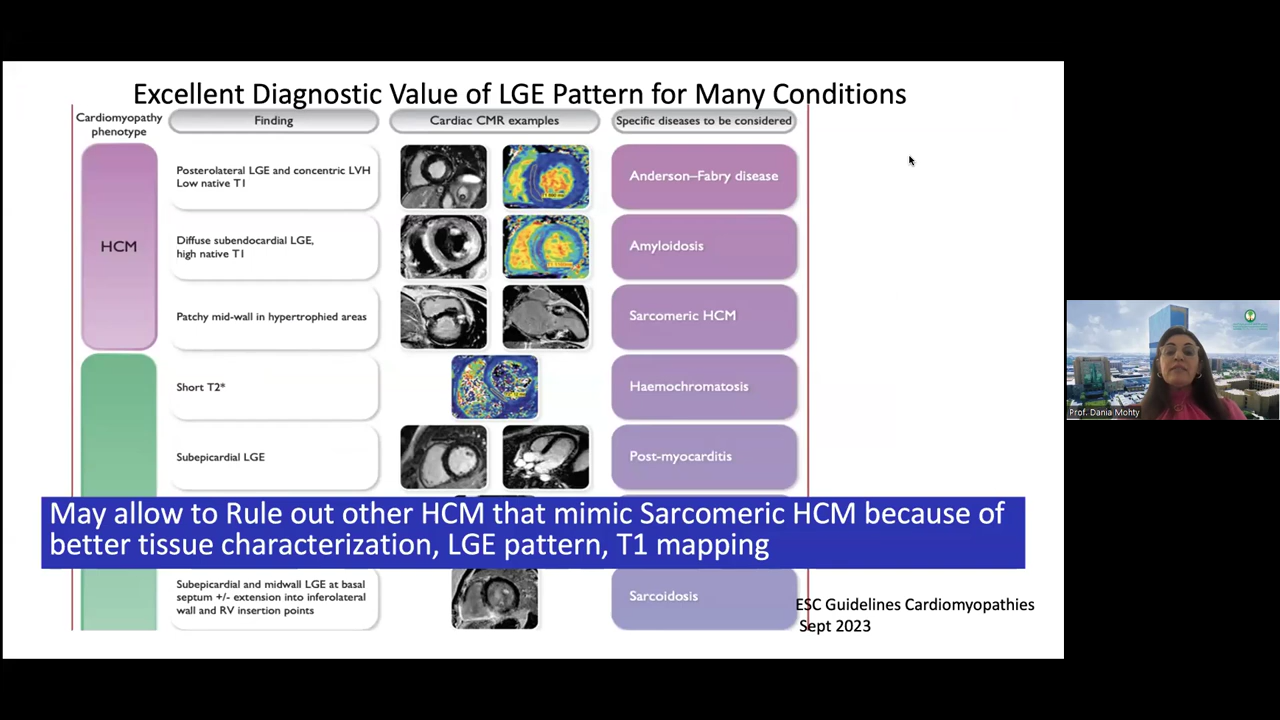 Excellent Diagnostic Value of LGE Pattern for Many Conditions
Cardiomyopathy
phenotype
Finding
Cardiac CMR examples
Specific diseases to be considered
HCM
Posterolateral LGE and concentric LVH
Low native T1
Anderson–Fabry disease
Diffuse subendocardial LGE,
high native T1
Amyloidosis
Patchy mid-wall in hypertrophied areas
Sarcomeric HCM
Short T2*
Haemochromatosis
Subepicardial LGE
Post-myocarditis
May allow to Rule out other HCM that mimic Sarcomeric HCM because of
better tissue characterization, LGE pattern, T1 mapping
Subepicardial and midwall LGE at basal
septum +/- extension into inferolateral
wall and RV insertion points
Sarcoidosis
ESC Guidelines Cardiomyopathies
Sept 2023
Prof. Dania Mohty